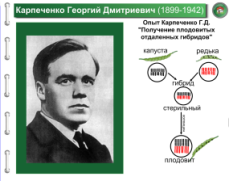 Карпеченко Георгий Дмитриевич (1899-1942)
Опыт Карпеченко Г.Д.
"Получение плодовитых
отдаленных гибридов"
капуста редька
гибрид
стерильный
плодовит